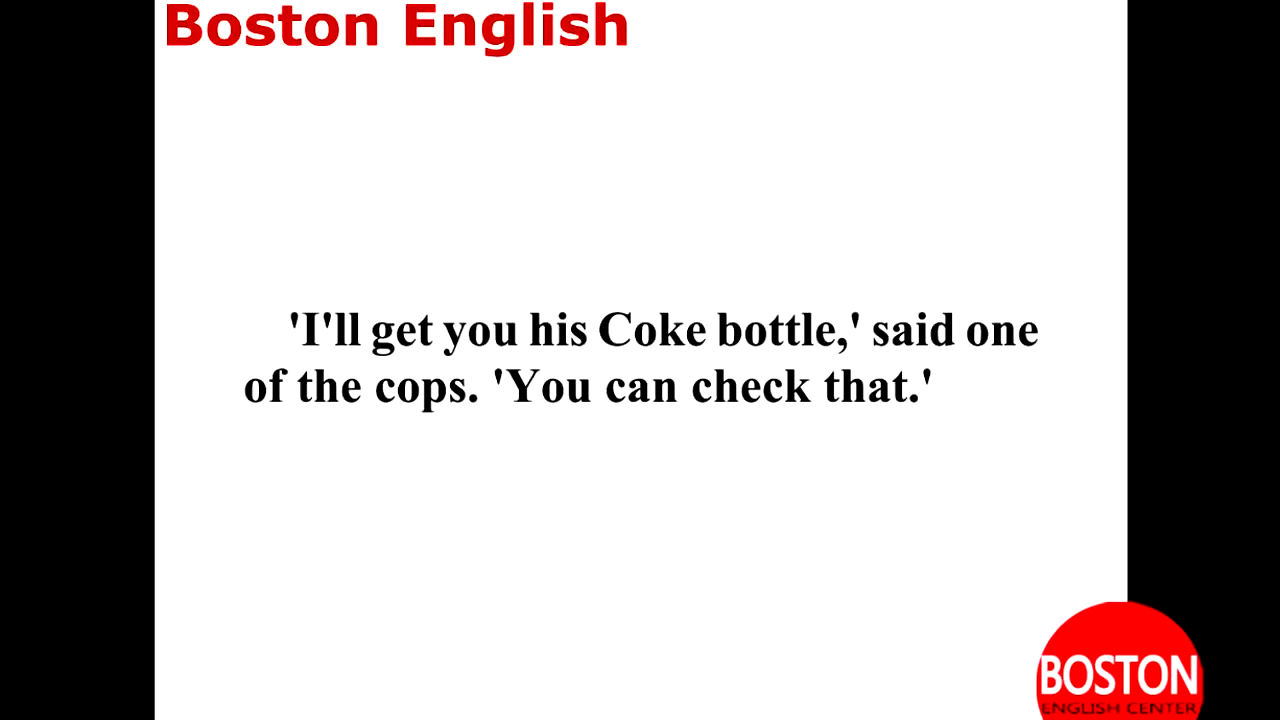 Boston English
'I'll get you his Coke bottle,' said one
of the cops. 'You can check that.'
BOSTON
ENGLISH CENTER